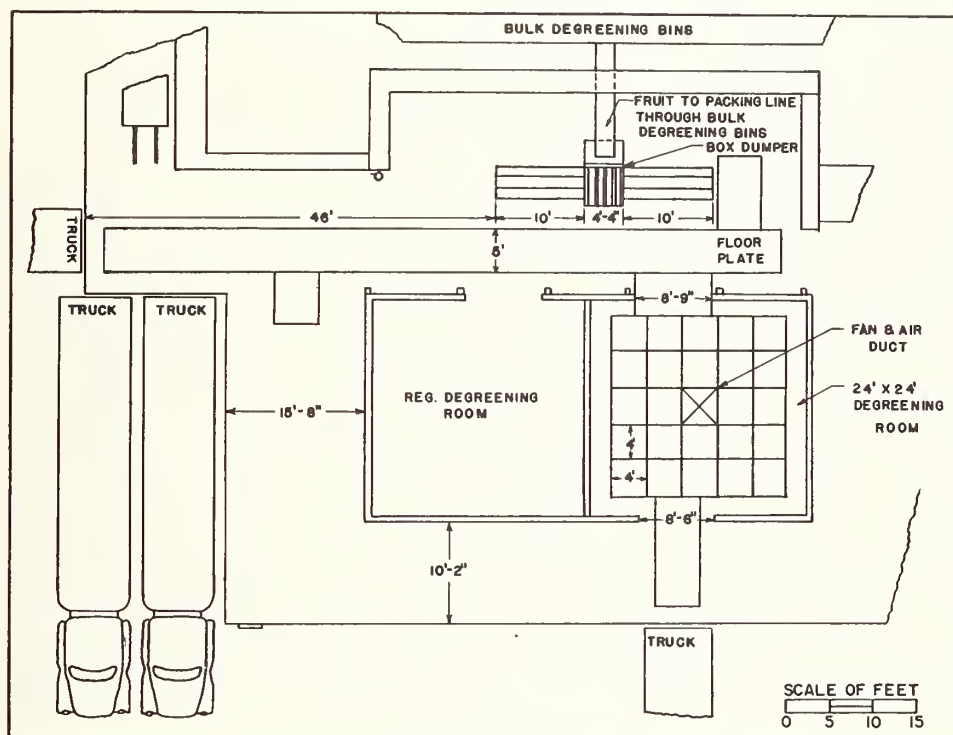 BULK DEGREENING BINS
FRUIT TO PACKING LINE
THROUGH BULK
DEGREENING BINS
BOX DUMPER
46'
10'
4'-4"
10'
TRUCK
5'
FLOOR
PLATE
TRUCK
TRUCK
8'-9"
FAN & AIR
DUCT
15'-8"
REG. DEGREENING
ROOM
24' X 24'
DEGREENING
ROOM
4'
4'
8'-6"
10'-2"
TRUCK
SCALE OF FEET
0 5 10 15